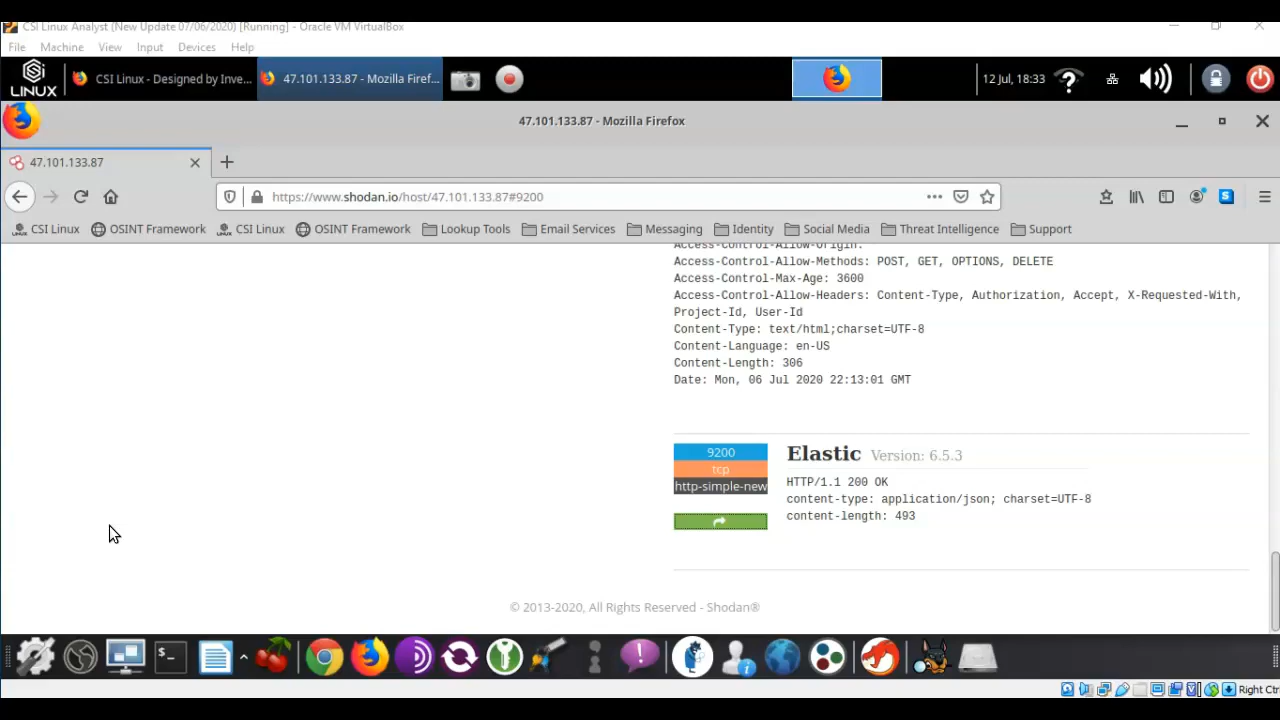 CSI Linux Analyst (New Update 07/06/2020) [Running] - Oracle VM VirtualBox
File Machine View Input Devices Help
SI LINUX
CSI Linux - Designed by Inve...
47.101.133.87 - Mozilla Firef...
12 Jul, 18:33
47.101.133.87 - Mozilla Firefox
47.101.133.87
https://www.shodan.io/host/47.101.133.87#9200
CSI Linux OSINT Framework CSI Linux OSINT Framework Lookup Tools Email Services Messaging Identity Social Media Threat Intelligence Support
Access-Control-Allow-Origin:
Access-Control-Allow-Methods: POST, GET, OPTIONS, DELETE
Access-Control-Max-Age: 3600
Access-Control-Allow-Headers: Content-Type, Authorization, Accept, X-Requested-With,
Project-Id, User-Id
Content-Type: text/html;charset=UTF-8
Content-Language: en-US
Content-Length: 306
Date: Mon, 06 Jul 2020 22:13:01 GMT
9200
tcp
http-simple-new
Elastic Version: 6.5.3
HTTP/1.1 200 OK
content-type: application/json; charset=UTF-8
content-length: 493
© 2013-2020, All Rights Reserved - Shodan®
Right Ctr